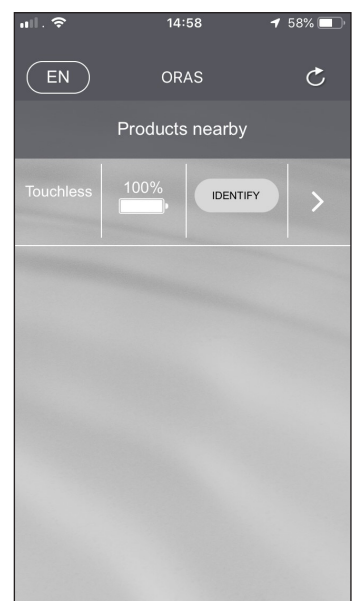 14:58
58%
EN
ORAS
Products nearby
Touchless
100%
IDENTIFY